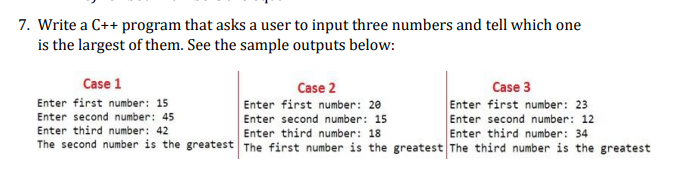 7. Write a C++ program that asks a user to input three numbers and tell which one
is the largest of them. See the sample outputs below:
Case 1
Enter first number: 15
Enter second number: 45
Enter third number: 42
The second number is the greatest
Case 2
Enter first number: 20
Enter second number: 15
Enter third number: 18
The first number is the greatest
Case 3
Enter first number: 23
Enter second number: 12
Enter third number: 34
The third number is the greatest